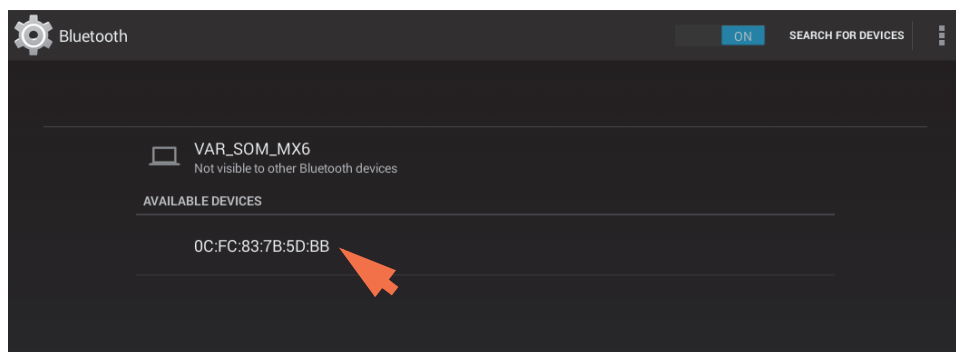 Bluetooth
ON
SEARCH FOR DEVICES
VAR_SOM_MX6
Not visible to other Bluetooth devices
AVAILABLE DEVICES
0C:FC:83:7B:5D:BB